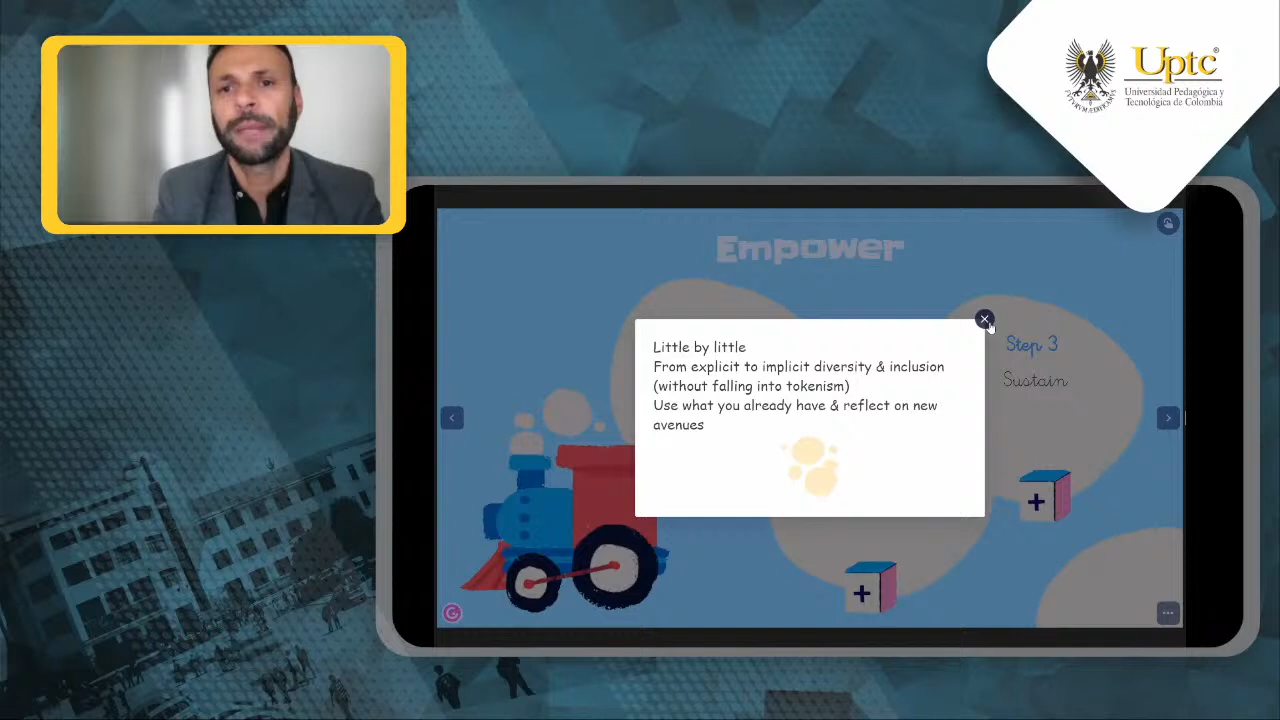 Uptc
Universidad Pedagógica y
Tecnológica de Colombia
Empower
Little by little
From explicit to implicit diversity & inclusion
(without falling into tokenism)
Use what you already have & reflect on new
avenues
Step 3
Sustain